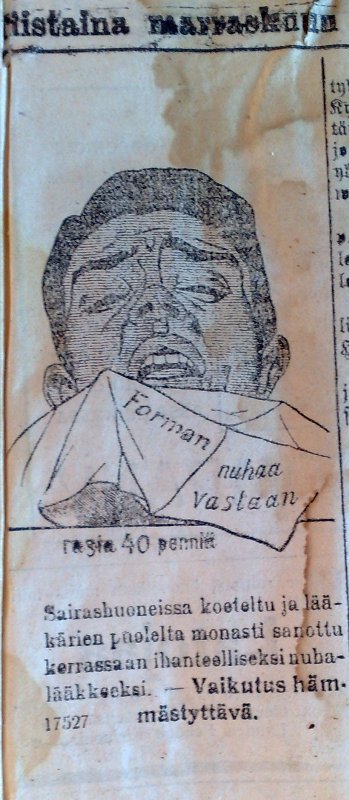 tiistaina marraskuun
Forman
nuhaa
vastaan
rasia 40 penniä
Sairashuoneissa koeteltu ja lää-
kärien puolelta monasti sanottu
kerrassaan ihanteelliseksi nuha-
lääkkeeksi. — Vaikutus häm-
17527 mästyttävä.